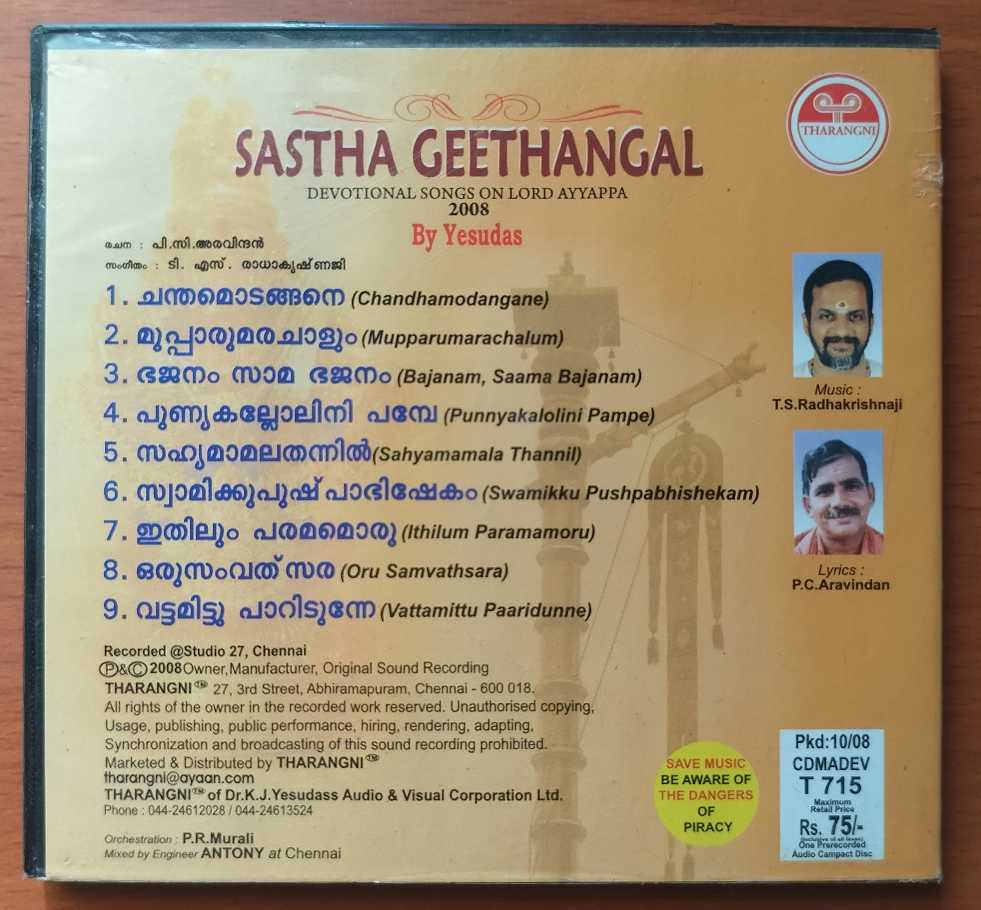 THARANGNI
SASTHA GEETHANGAL
DEVOTIONAL SONGS ON LORD AYYAPPA
2008
By Yesudas
രചന : പി.സി.അരവിന്ദൻ
സംഗീതം : ടി. എസ്. രാധാകൃഷ്ണജി
1. ചന്തമൊടങ്ങനെ (Chandhamodangane)
2. മുപ്പാരുമരചാളും (Mupparumarachalum)
3. ഭജനം സാമ ഭജനം (Bajanam, Saama Bajanam)
4. പുണ്യകല്ലോലിനി പമ്പേ (Punnyakalolini Pampe)
5. സഹ്യമാമലതന്നിൽ (Sahyamamala Thannil)
6. സ്വാമിക്കുപുഷ്പാഭിഷേകം (Swamikku Pushpabhishekam)
7. ഇതിലും പരമമൊരു (Ithilum Paramamoru)
8. ഒരുസംവത്സര (Oru Samvathsara)
9. വട്ടമിട്ടു പാറിടുന്നേ (Vattamittu Paaridunne)
Music :
T.S.Radhakrishnaji
Lyrics :
P.C.Aravindan
Recorded @Studio 27, Chennai
℗&© 2008 Owner, Manufacturer, Original Sound Recording
THARANGNI™ 27, 3rd Street, Abhiramapuram, Chennai - 600 018.
All rights of the owner in the recorded work reserved. Unauthorised copying,
Usage, publishing, public performance, hiring, rendering, adapting,
Synchronization and broadcasting of this sound recording prohibited.
Marketed & Distributed by THARANGNI™
tharangni@ayaan.com
THARANGNI™ of Dr.K.J.Yesudass Audio & Visual Corporation Ltd.
Phone : 044-24612028 / 044-24613524
Orchestration : P.R.Murali
Mixed by Engineer ANTONY at Chennai
SAVE MUSIC
BE AWARE OF
THE DANGERS
OF
PIRACY
Pkd:10/08
CDMADEV
T 715
Maximum
Retail Price
Rs. 75/-
(Inclusive of all taxes)
One Prerecorded
Audio Campact Disc